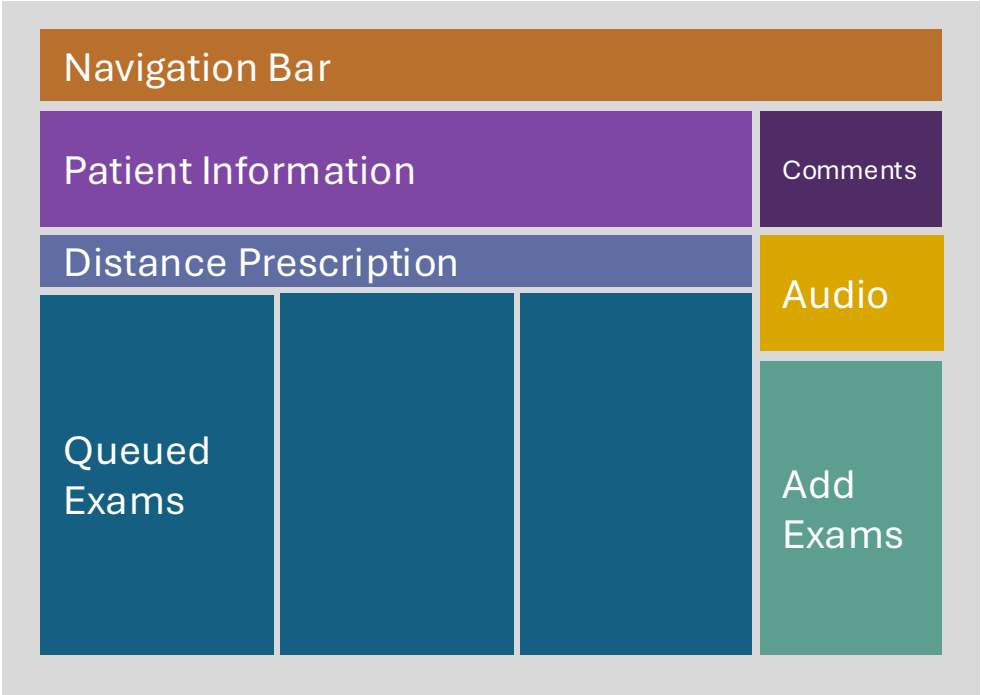 Navigation Bar
Patient Information
Comments
Distance Prescription
Audio
Queued
Exams
Add
Exams